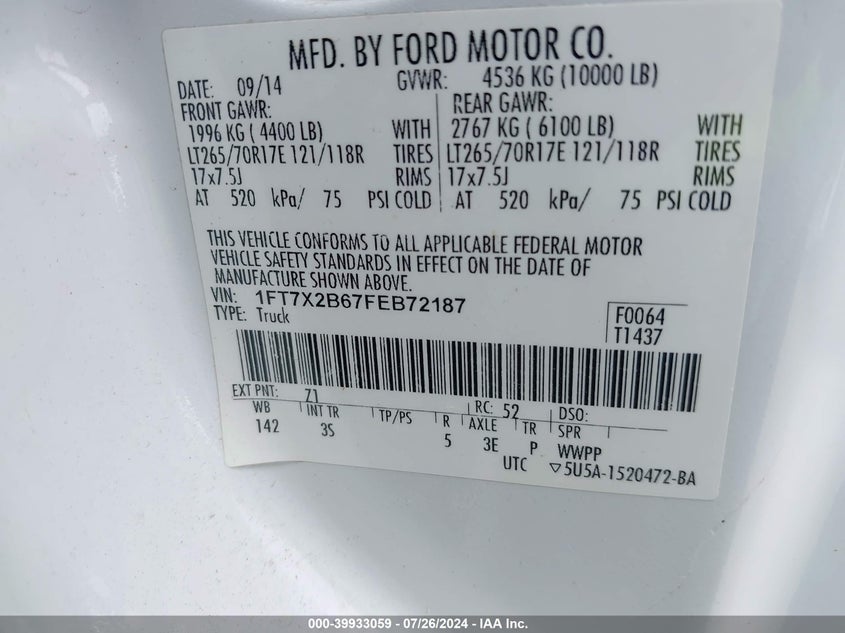 MFD. BY FORD MOTOR CO.
DATE: 09/14 GVWR: 4536 KG (10000 LB)
FRONT GAWR: REAR GAWR:
1996 KG ( 4400 LB) WITH 2767 KG ( 6100 LB) WITH
LT265/70R17E 121/118R TIRES LT265/70R17E 121/118R TIRES
17x7.5J RIMS 17x7.5J RIMS
AT 520 kPa/ 75 PSI COLD AT 520 kPa/ 75 PSI COLD
THIS VEHICLE CONFORMS TO ALL APPLICABLE FEDERAL MOTOR
VEHICLE SAFETY STANDARDS IN EFFECT ON THE DATE OF
MANUFACTURE SHOWN ABOVE.
VIN: 1FT7X2B67FEB72187
TYPE: Truck
F0064
T1437
EXT PNT: Z1 RC: 52 DSO:
WB INT TR TP/PS R AXLE TR SPR
142 3S 5 3E P WWPP
UTC ▽5U5A-1520472-BA
000-39933059 - 07/26/2024 - IAA Inc.